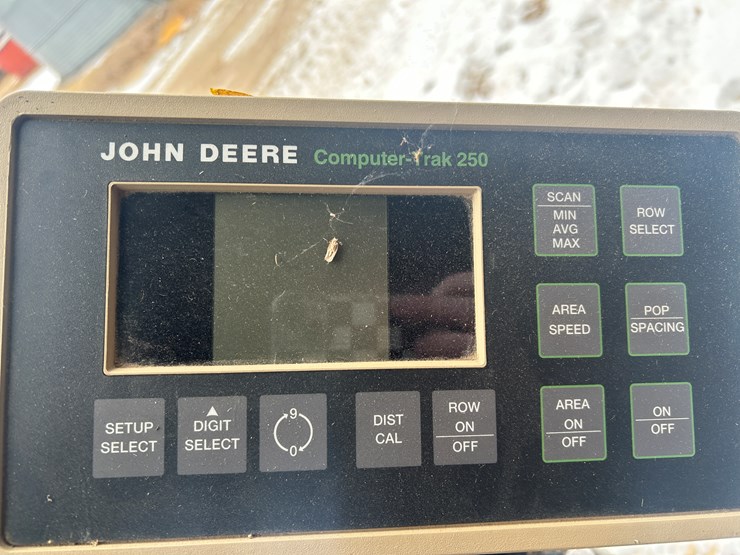 JOHN DEERE Computer-Trak 250
SCAN
MIN
AVG
MAX
ROW
SELECT
AREA
SPEED
POP
SPACING
SETUP
SELECT
DIGIT
SELECT
9
0
DIST
CAL
ROW
ON
OFF
AREA
ON
OFF
ON
OFF